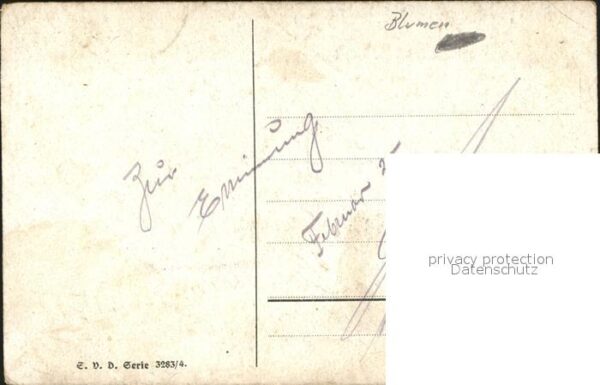 Blumen
Zur
Erinnerung
Februar
privacy protection
Datenschutz
E. V. D. Serie 3283/4.